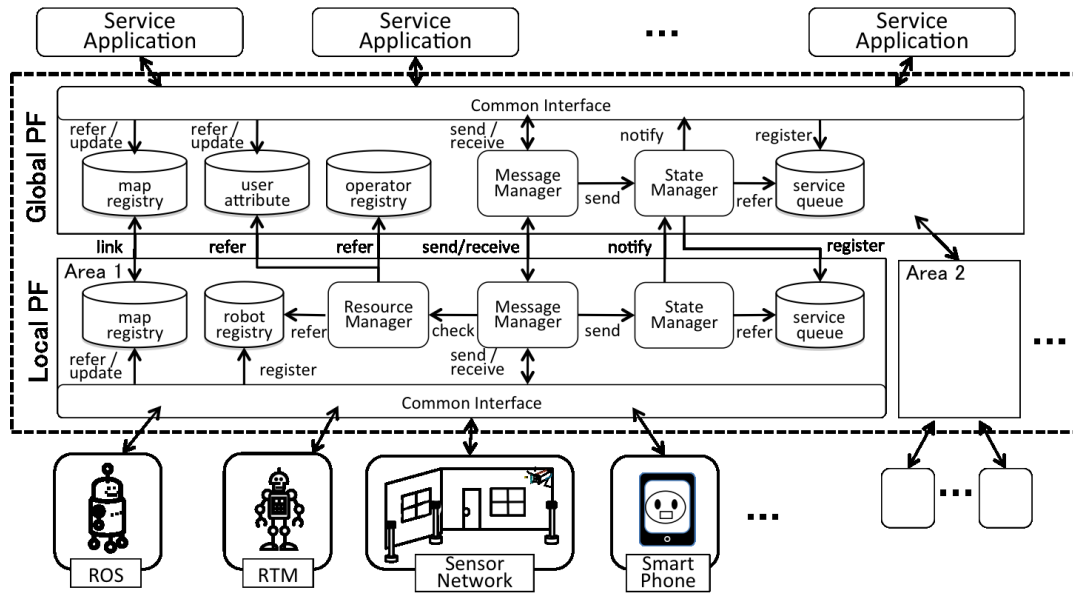 Service
Application
Service
Application
...
Service
Application
Global PF
Common Interface
refer /
update
refer /
update
send /
receive
notify
register
map
registry
user
attribute
operator
registry
Message
Manager
send
State
Manager
refer
service
queue
link
refer
refer
send/receive
notify
register
Local PF
Area 1
Area 2
map
registry
robot
registry
refer
Resource
Manager
check
Message
Manager
send
State
Manager
refer
service
queue
...
refer /
update
register
send /
receive
Common Interface
ROS
RTM
Sensor
Network
Smart
Phone
...
...